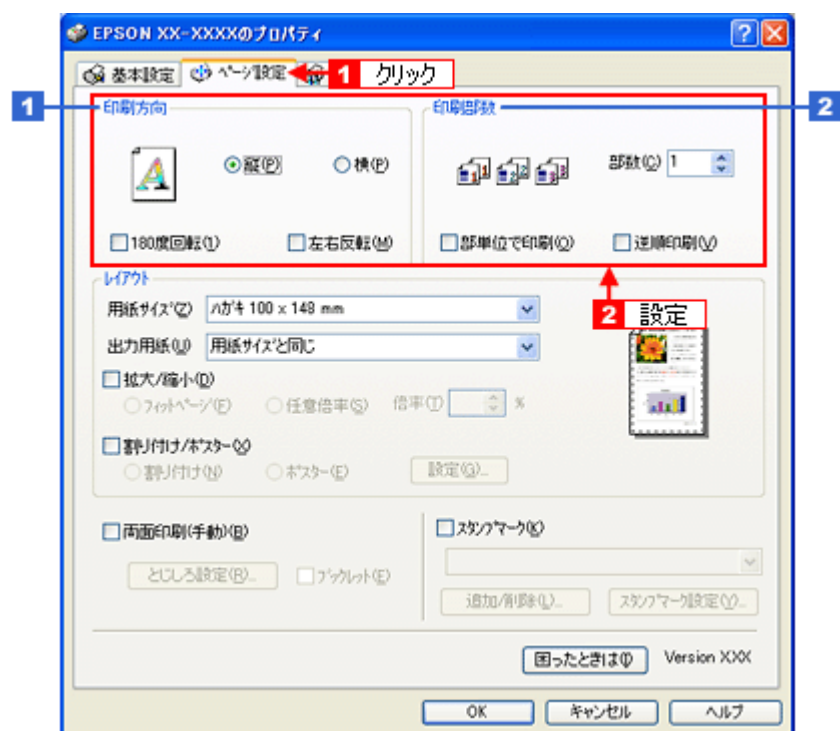 EPSON XX-XXXXのプロパティ
基本設定 ページ設定 1 クリック
1 印刷方向 印刷部数 2
縦(P) 横(P) 部数(C) 1
180度回転(1) 左右反転(M) 部単位で印刷(O) 逆順印刷(V)
レイアウト
2 設定
用紙サイズ(Z) ハガキ 100 x 148 mm
出力用紙(U) 用紙サイズと同じ
拡大/縮小(D)
フィットページ(F) 任意倍率(S) 倍率(T) %
割り付け/ポスター(X)
割り付け(N) ポスター(E) 設定(G)...
両面印刷(手動)(B) スタンプマーク(K)
とじしろ設定(R)... ブックレット(E)
追加/削除(L)... スタンプマーク設定(Y)...
困ったときは(I) Version XXX
OK キャンセル ヘルプ